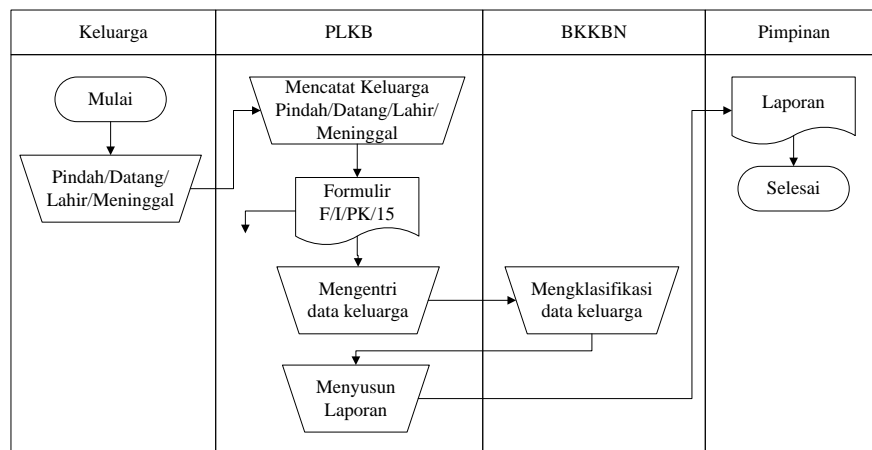 Keluarga
PLKB
BKKBN
Pimpinan
Mulai
Pindah/Datang/
Lahir/Meninggal
Mencatat Keluarga
Pindah/Datang/Lahir/
Meninggal
Formulir
F/I/PK/15
Mengentri
data keluarga
Mengklasifikasi
data keluarga
Menyusun
Laporan
Laporan
Selesai